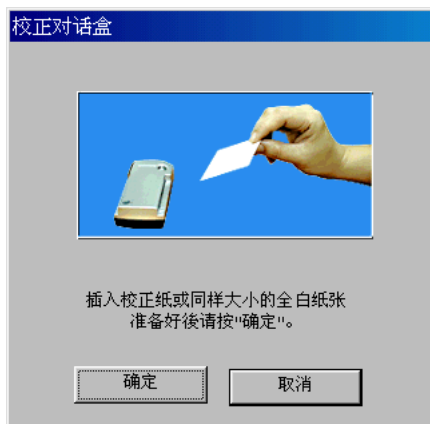 校正对话盒
插入校正纸或同样大小的全白纸张
准备好後请按"确定"。
确定
取消